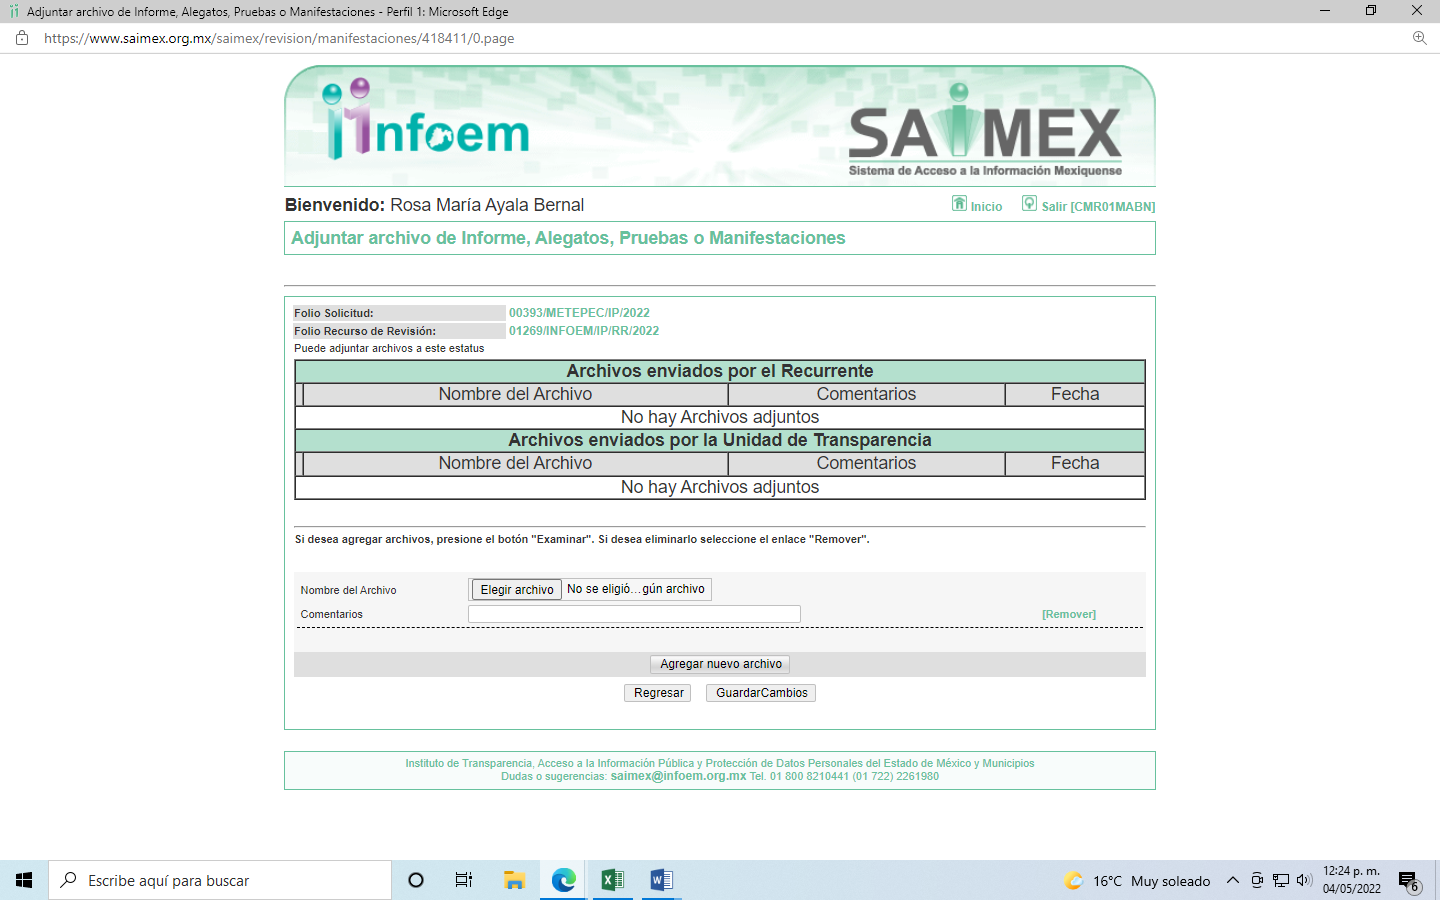 Adjuntar archivo de Informe, Alegatos, Pruebas o Manifestaciones - Perfil 1: Microsoft Edge
https://www.saimex.org.mx/saimex/revision/manifestaciones/418411/0.page
infoem
SAIMEX
Sistema de Acceso a la Información Mexiquense
Bienvenido: Rosa María Ayala Bernal
Inicio Salir [CMR01MABN]
Adjuntar archivo de Informe, Alegatos, Pruebas o Manifestaciones
Folio Solicitud: 00393/METEPEC/IP/2022
Folio Recurso de Revisión: 01269/INFOEM/IP/RR/2022
Puede adjuntar archivos a este estatus
Archivos enviados por el Recurrente
Nombre del Archivo Comentarios Fecha
No hay Archivos adjuntos
Archivos enviados por la Unidad de Transparencia
Nombre del Archivo Comentarios Fecha
No hay Archivos adjuntos
Si desea agregar archivos, presione el botón "Examinar". Si desea eliminarlo seleccione el enlace "Remover".
Nombre del Archivo Elegir archivo No se eligió...gún archivo
Comentarios [Remover]
Agregar nuevo archivo
Regresar GuardarCambios
Instituto de Transparencia, Acceso a la Información Pública y Protección de Datos Personales del Estado de México y Municipios
Dudas o sugerencias: saimex@infoem.org.mx Tel. 01 800 8210441 (01 722) 2261980
Escribe aquí para buscar
16°C Muy soleado
12:24 p. m.
04/05/2022
6